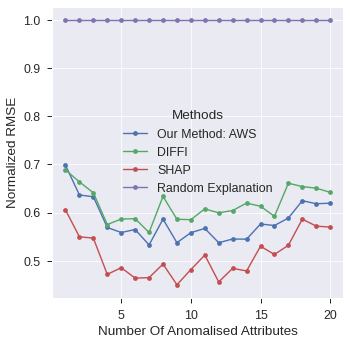 1.0
0.9
0.8
0.7
0.6
0.5
Normalized RMSE
Methods
Our Method: AWS
DIFFI
SHAP
Random Explanation
5
10
15
20
Number Of Anomalised Attributes